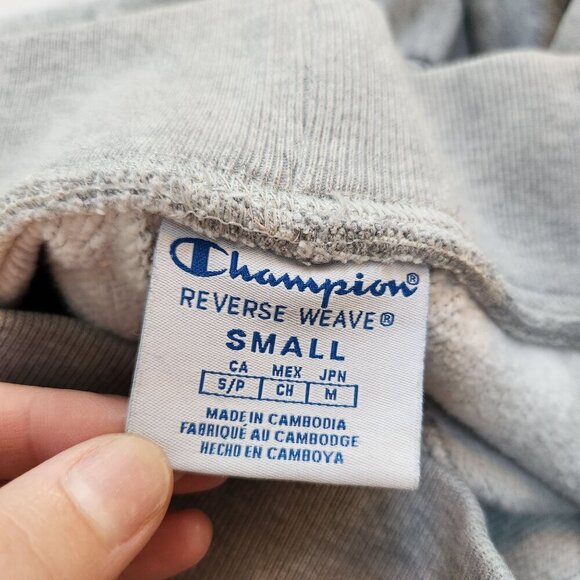 Champion®
REVERSE WEAVE®
SMALL
CA MEX JPN
S/P CH M
MADE IN CAMBODIA
FABRIQUÉ AU CAMBODGE
HECHO EN CAMBOYA